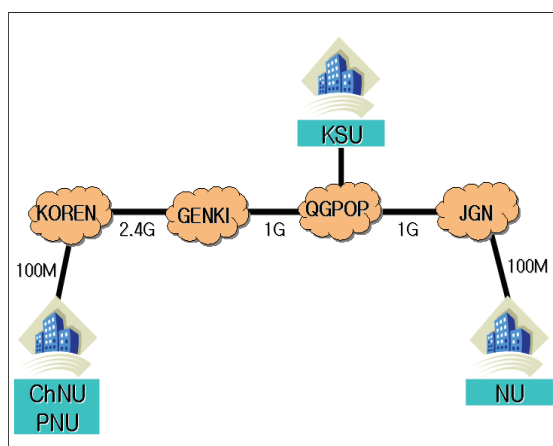 KSU
KOREN
GENKI
QGPOP
JGN
2.4G
1G
1G
100M
100M
ChNU
PNU
NU